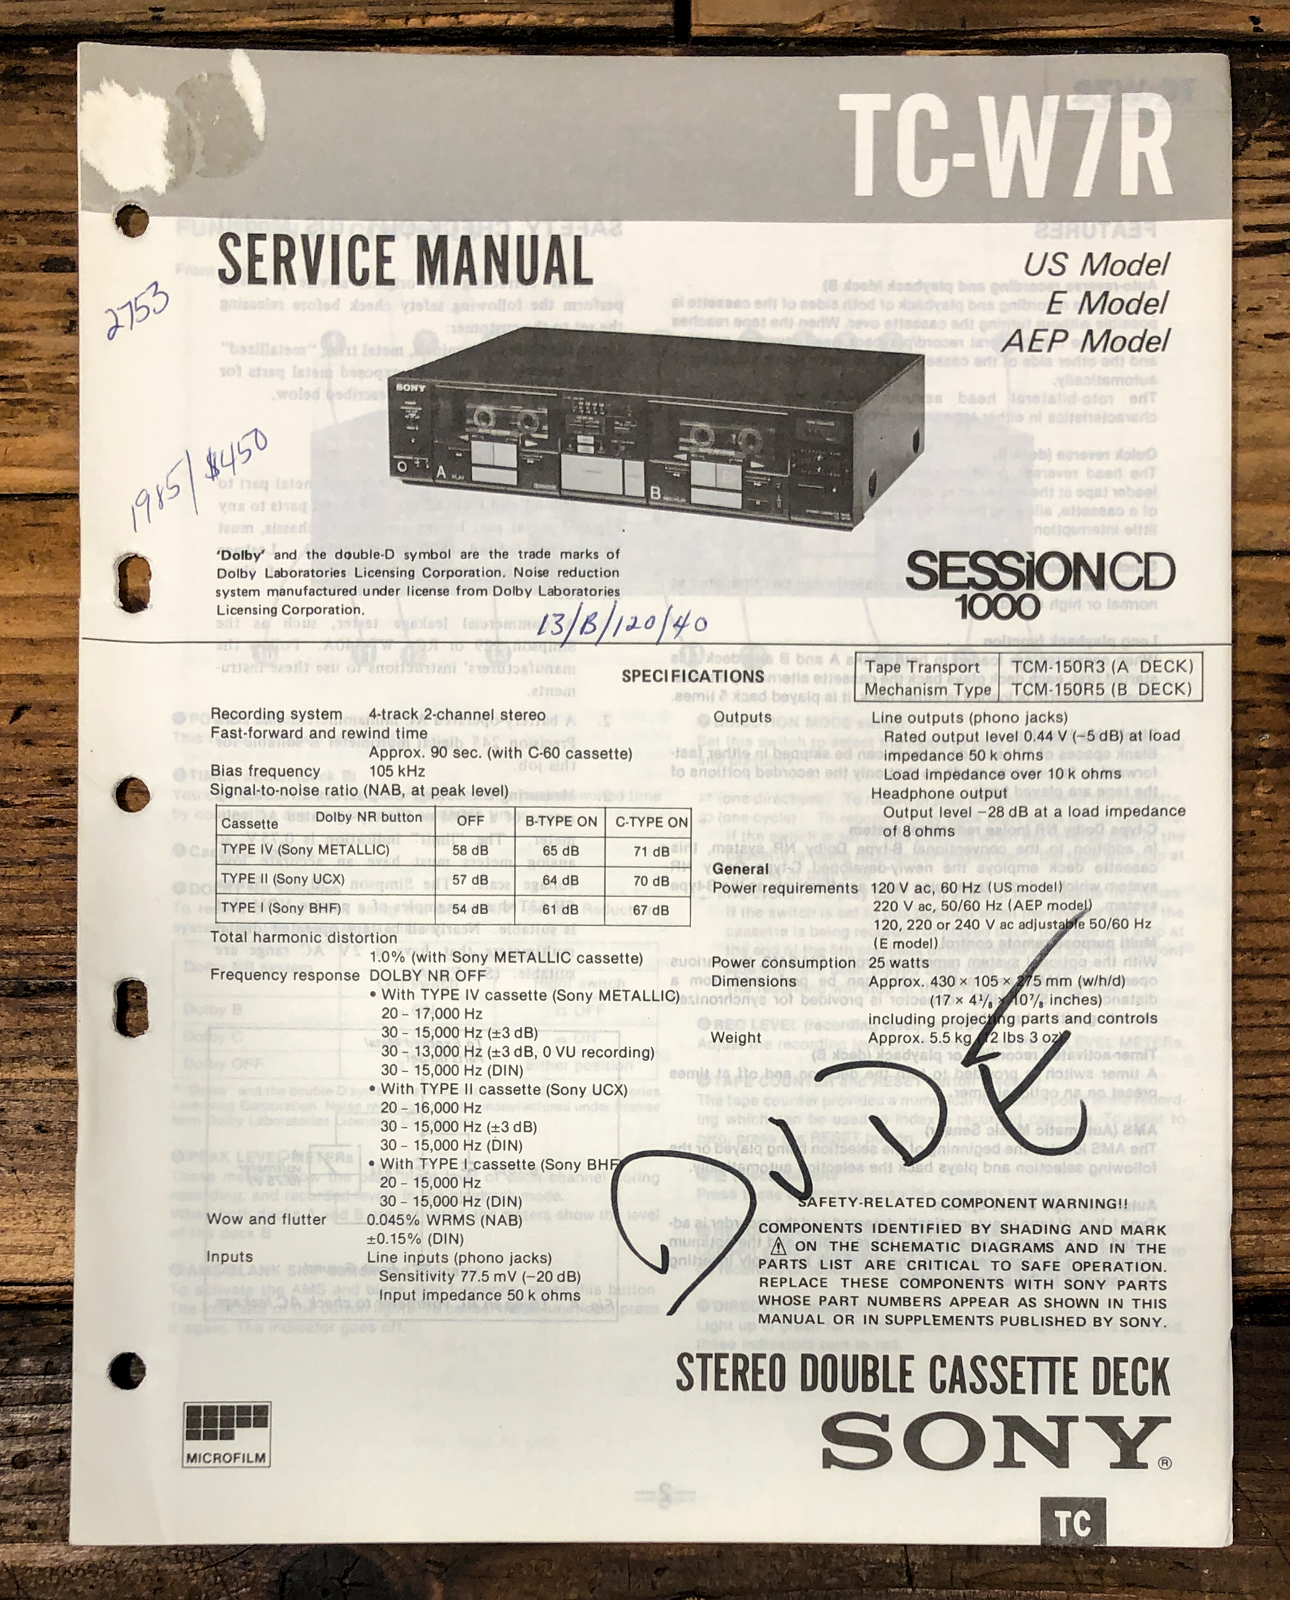 TC-W7R
SERVICE MANUAL
US Model
E Model
AEP Model
2753
1985/$450
SONY
A
B
'Dolby' and the double-D symbol are the trade marks of
Dolby Laboratories Licensing Corporation. Noise reduction
system manufactured under license from Dolby Laboratories
Licensing Corporation.
SESSiON CD
1000
13/B/120/40
SPECIFICATIONS
Tape Transport TCM-150R3 (A DECK)
Mechanism Type TCM-150R5 (B DECK)
Recording system 4-track 2-channel stereo
Fast-forward and rewind time
Approx. 90 sec. (with C-60 cassette)
Bias frequency 105 kHz
Signal-to-noise ratio (NAB, at peak level)
Cassette Dolby NR button OFF B-TYPE ON C-TYPE ON
TYPE IV (Sony METALLIC) 58 dB 65 dB 71 dB
TYPE II (Sony UCX) 57 dB 64 dB 70 dB
TYPE I (Sony BHF) 54 dB 61 dB 67 dB
Total harmonic distortion
1.0% (with Sony METALLIC cassette)
Frequency response DOLBY NR OFF
• With TYPE IV cassette (Sony METALLIC)
20 – 17,000 Hz
30 – 15,000 Hz (±3 dB)
30 – 13,000 Hz (±3 dB, 0 VU recording)
30 – 15,000 Hz (DIN)
• With TYPE II cassette (Sony UCX)
20 – 16,000 Hz
30 – 15,000 Hz (±3 dB)
30 – 15,000 Hz (DIN)
• With TYPE I cassette (Sony BHF)
20 – 15,000 Hz
30 – 15,000 Hz (DIN)
Wow and flutter 0.045% WRMS (NAB)
±0.15% (DIN)
Inputs Line inputs (phono jacks)
Sensitivity 77.5 mV (–20 dB)
Input impedance 50 k ohms
Outputs Line outputs (phono jacks)
Rated output level 0.44 V (–5 dB) at load
impedance 50 k ohms
Load impedance over 10 k ohms
Headphone output
Output level –28 dB at a load impedance
of 8 ohms
General
Power requirements 120 V ac, 60 Hz (US model)
220 V ac, 50/60 Hz (AEP model)
120, 220 or 240 V ac adjustable 50/60 Hz
(E model)
Power consumption 25 watts
Dimensions Approx. 430 × 105 × 275 mm (w/h/d)
(17 × 4¹/₈ × 10⁷/₈ inches)
including projecting parts and controls
Weight Approx. 5.5 kg (12 lbs 3 oz)
DUDE
SAFETY-RELATED COMPONENT WARNING!!
COMPONENTS IDENTIFIED BY SHADING AND MARK
⚠ ON THE SCHEMATIC DIAGRAMS AND IN THE
PARTS LIST ARE CRITICAL TO SAFE OPERATION.
REPLACE THESE COMPONENTS WITH SONY PARTS
WHOSE PART NUMBERS APPEAR AS SHOWN IN THIS
MANUAL OR IN SUPPLEMENTS PUBLISHED BY SONY.
STEREO DOUBLE CASSETTE DECK
SONY®
MICROFILM
TC